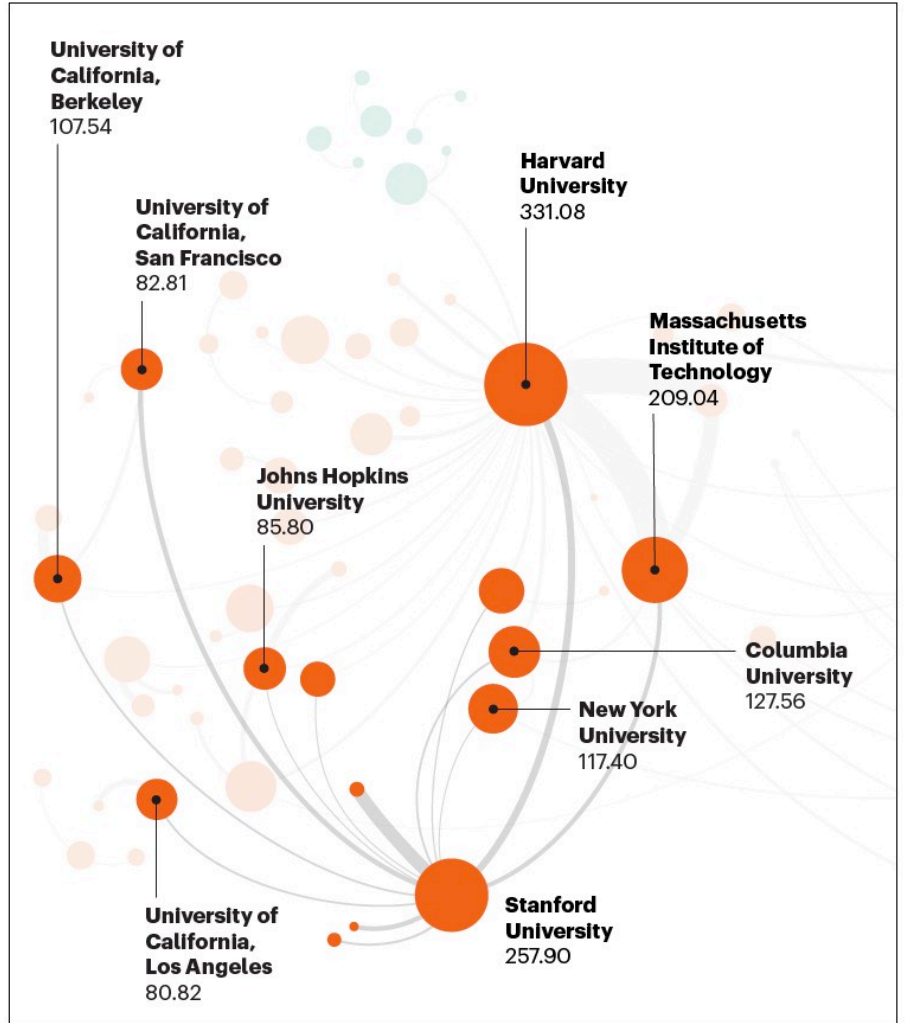 University of
California,
Berkeley
107.54
University of
California,
San Francisco
82.81
Harvard
University
331.08
Massachusetts
Institute of
Technology
209.04
Johns Hopkins
University
85.80
Columbia
University
127.56
New York
University
117.40
University of
California,
Los Angeles
80.82
Stanford
University
257.90